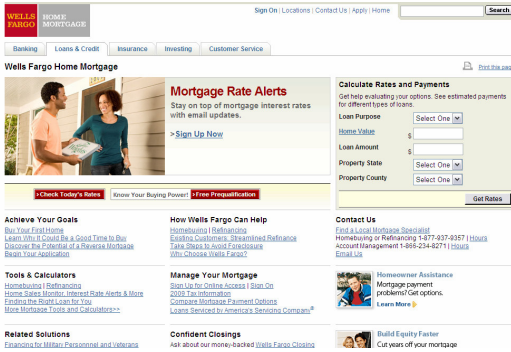 WELLS FARGO
HOME MORTGAGE
Sign On | Locations | Contact Us | Apply | Home
Search
Banking
Loans & Credit
Insurance
Investing
Customer Service
Wells Fargo Home Mortgage
Print this page
Mortgage Rate Alerts
Stay on top of mortgage interest rates
with email updates.
>Sign Up Now
>Check Today's Rates
Know Your Buying Power!
>Free Prequalification
Calculate Rates and Payments
Get help evaluating your options. See estimated payments
for different types of loans.
Loan Purpose
Select One
Home Value
$
Loan Amount
$
Property State
Select One
Property County
Select One
Get Rates
Achieve Your Goals
Buy Your First Home
Learn Why It Could Be a Good Time to Buy
Discover the Potential of a Reverse Mortgage
Begin Your Application
How Wells Fargo Can Help
Homebuying | Refinancing
Existing Customers: Streamlined Refinance
Take Steps to Avoid Foreclosure
Why Choose Wells Fargo?
Contact Us
Find a Local Mortgage Specialist
Homebuying or Refinancing 1-877-937-9357 | Hours
Account Management 1-866-234-8271 | Hours
Email Us
Tools & Calculators
Homebuying | Refinancing
Home Sales Monitor, Interest Rate Alerts & More
Finding the Right Loan for You
More Mortgage Tools and Calculators>>
Manage Your Mortgage
Sign Up for Online Access | Sign On
2009 Tax Information
Compare Mortgage Payment Options
Loans Serviced by America's Servicing Company®
Homeowner Assistance
Mortgage payment
problems? Get options.
Learn More
Related Solutions
Financing for Military Personnel and Veterans
Confident Closings
Ask about our money-backed Wells Fargo Closing
Build Equity Faster
Cut years off your mortgage